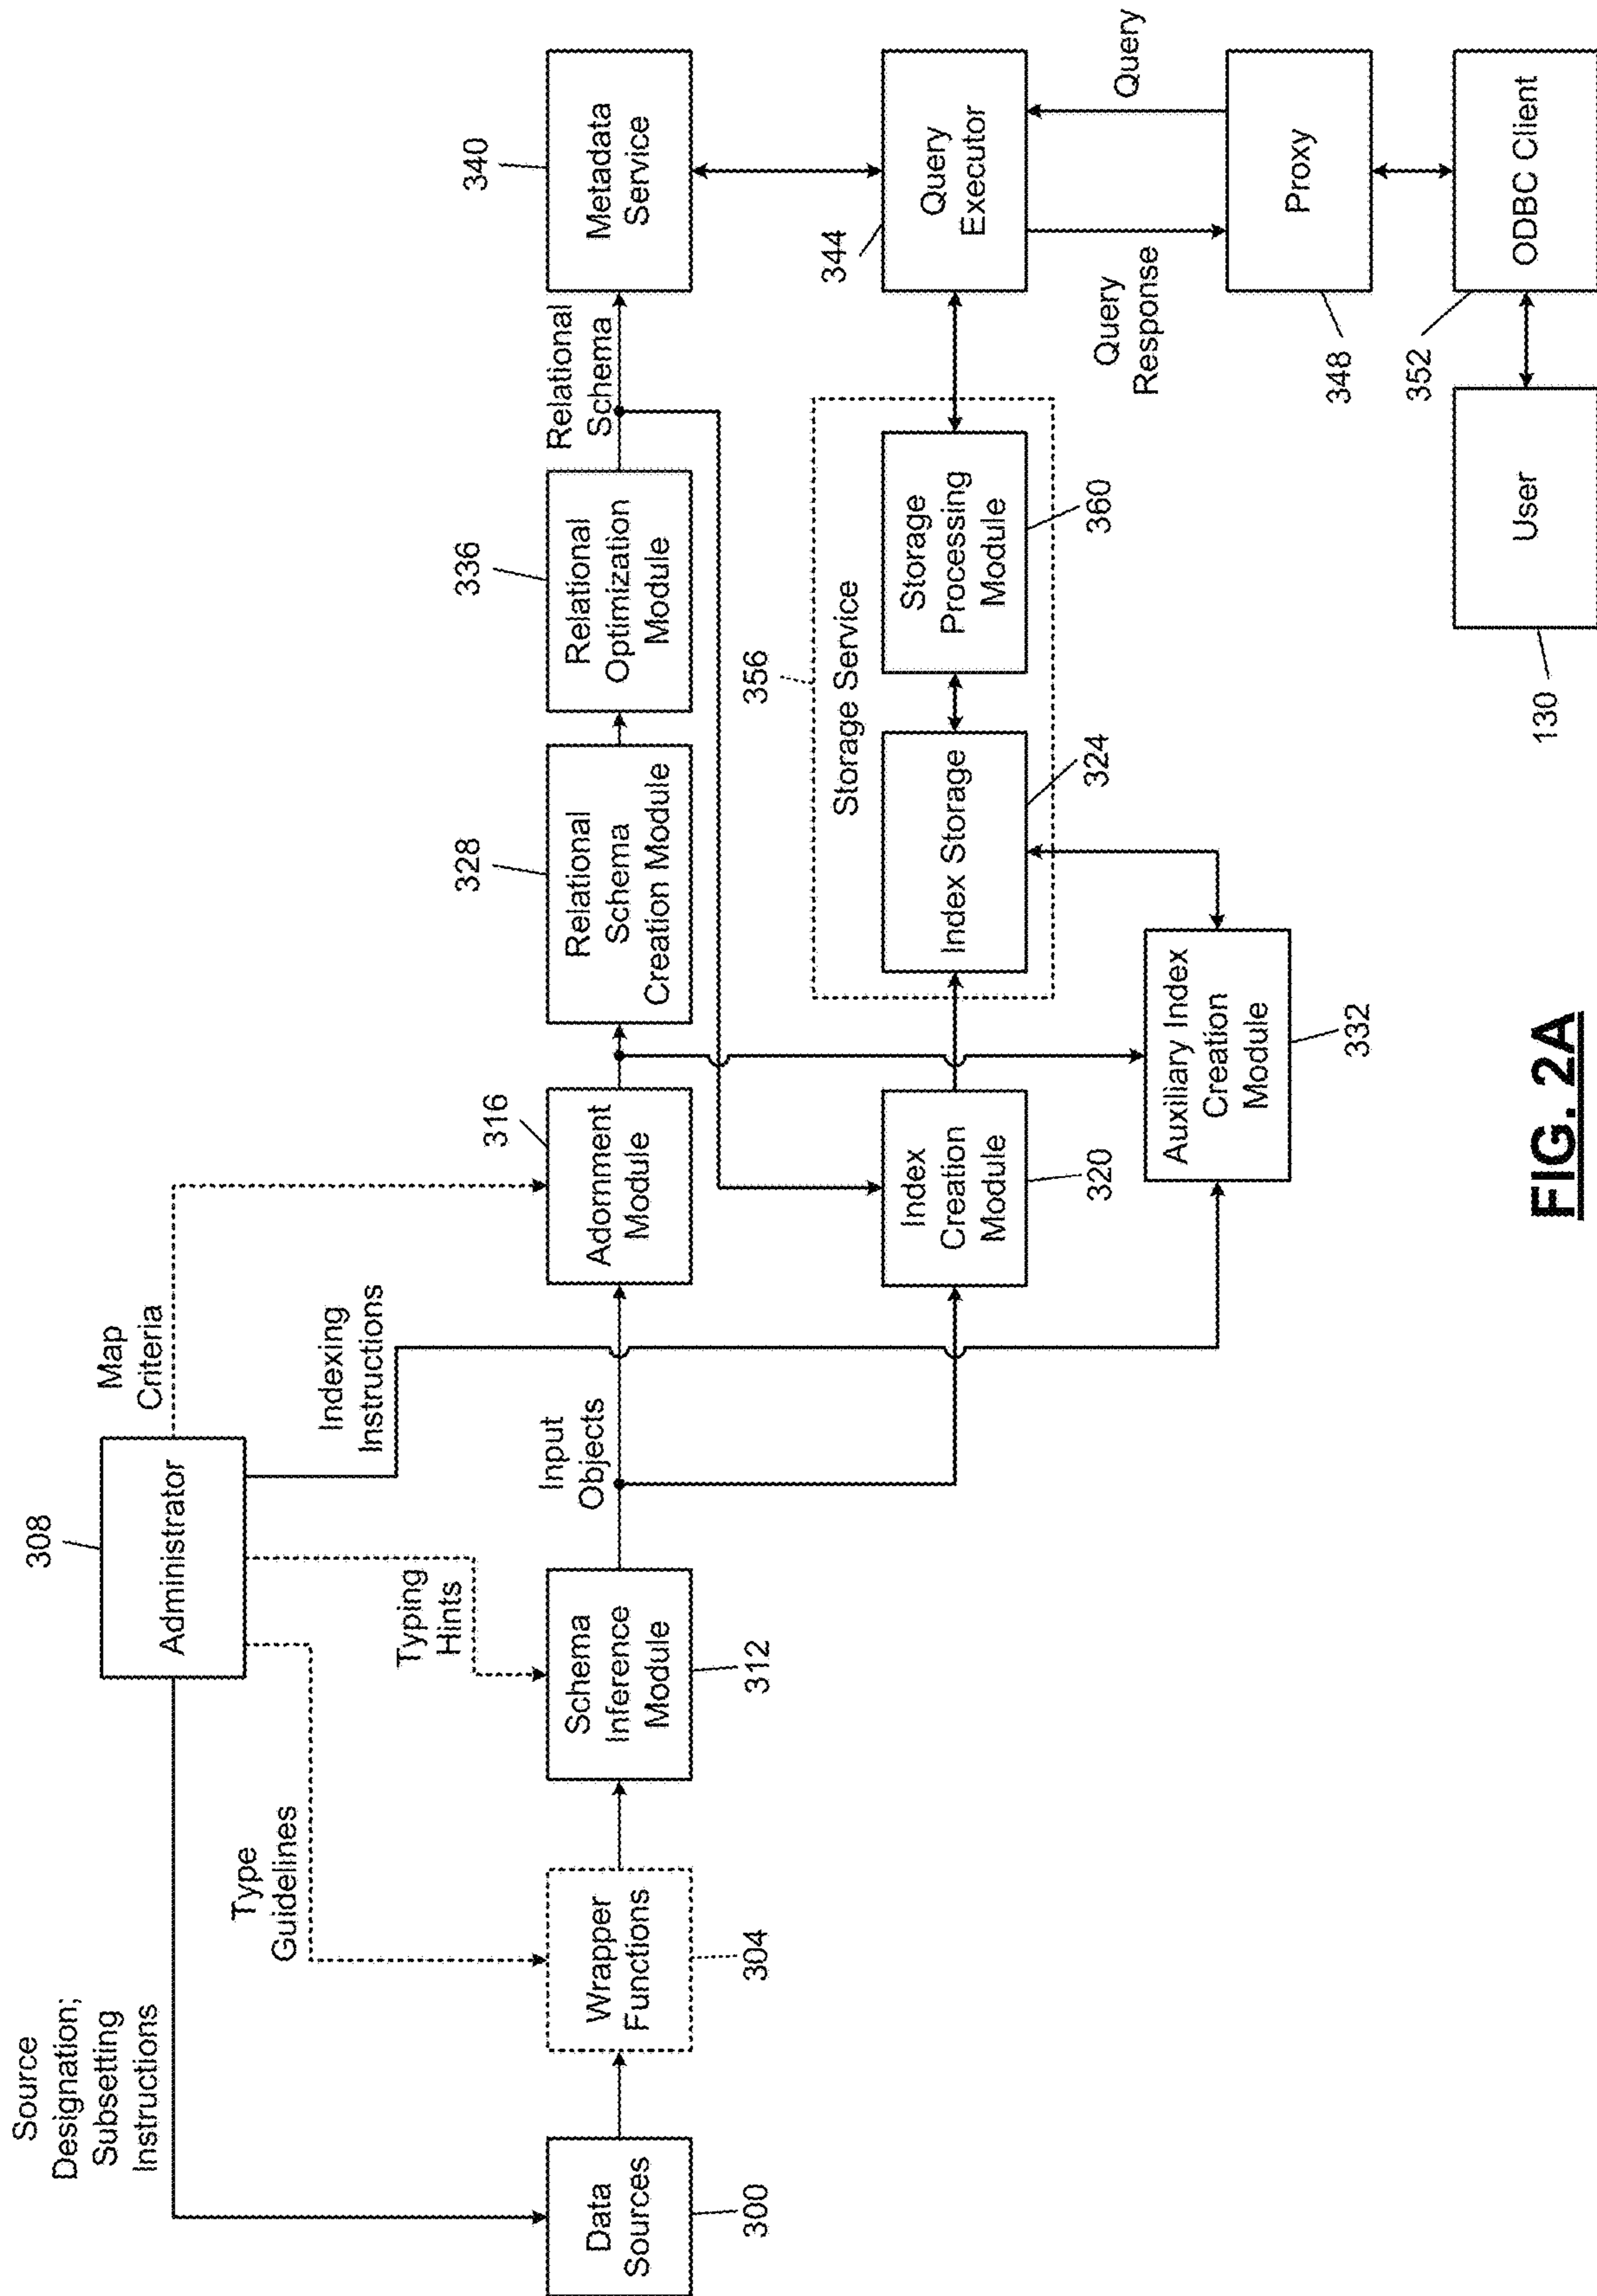 Source
Designation;
Subsetting
Instructions
308
Administrator
Map
Criteria
Type
Guidelines
Typing
Hints
Indexing
Instructions
Data
Sources
300
Wrapper
Functions
304
Schema
Inference
Module
312
Input
Objects
316
Adornment
Module
328
Relational
Schema
Creation Module
336
Relational
Optimization
Module
Relational
Schema
340
Metadata
Service
Index
Creation
Module
320
356
Storage Service
Index Storage
324
Storage
Processing
Module
360
344
Query
Executor
Auxiliary Index
Creation
Module
332
Query
Response
Query
348
Proxy
130
User
352
ODBC Client
FIG. 2A